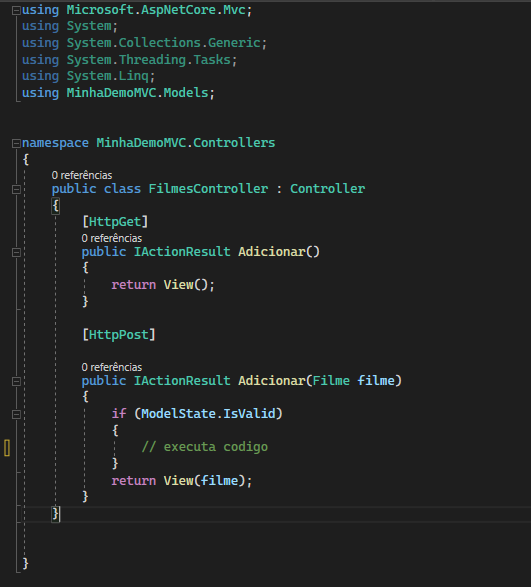 using Microsoft.AspNetCore.Mvc;
using System;
using System.Collections.Generic;
using System.Threading.Tasks;
using System.Linq;
using MinhaDemoMVC.Models;
namespace MinhaDemoMVC.Controllers
{
0 referências
public class FilmesController : Controller
{
[HttpGet]
0 referências
public IActionResult Adicionar()
{
return View();
}
[HttpPost]
0 referências
public IActionResult Adicionar(Filme filme)
{
if (ModelState.IsValid)
{
// executa codigo
}
return View(filme);
}
}
}